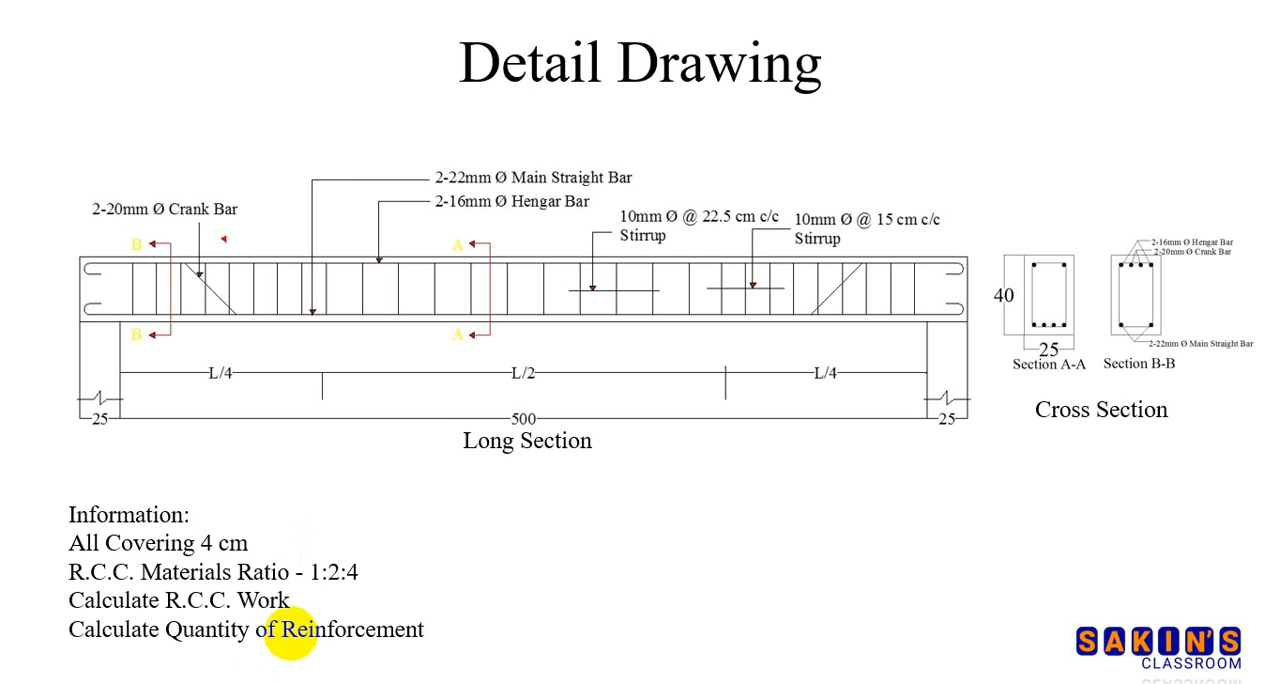 Detail Drawing
2-22mm Ø Main Straight Bar
2-16mm Ø Hengar Bar
2-20mm Ø Crank Bar
10mm Ø @ 22.5 cm c/c
Stirrup
10mm Ø @ 15 cm c/c
Stirrup
B
A
B
A
L/4
L/2
L/4
25
500
25
Long Section
2-16mm Ø Hengar Bar
2-20mm Ø Crank Bar
40
25
2-22mm Ø Main Straight Bar
Section A-A
Section B-B
Cross Section
Information:
All Covering 4 cm
R.C.C. Materials Ratio - 1:2:4
Calculate R.C.C. Work
Calculate Quantity of Reinforcement
SAKIN'S
CLASSROOM